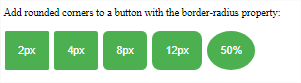 Add rounded corners to a button with the border-radius property:
2px 4px 8px 12px 50%